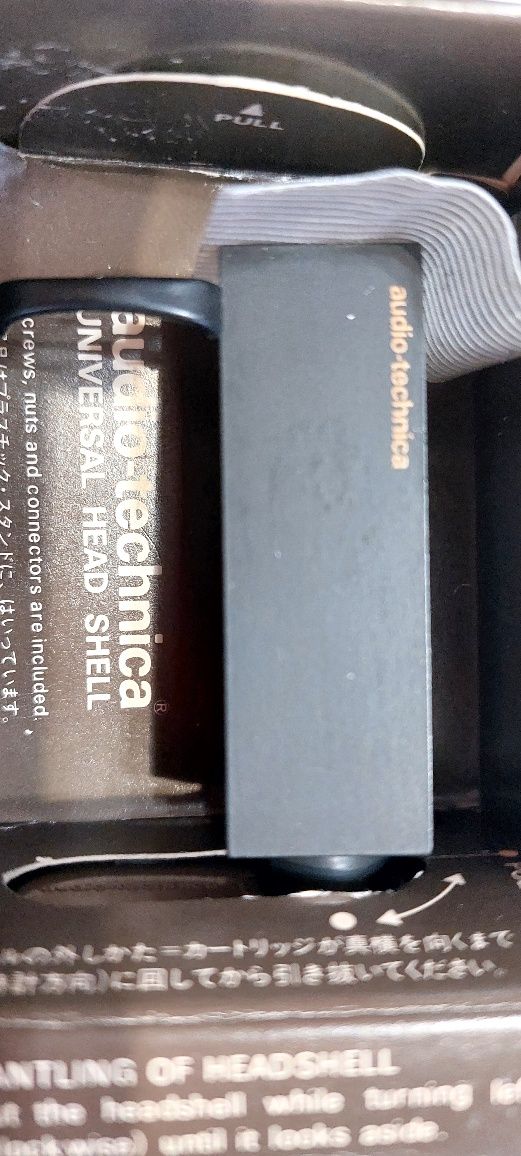 PULL
audio-technica
audio-technica®
UNIVERSAL HEAD SHELL
crews, nuts and connectors are included.
はプラスチック・スタンドにはいっています。
ルの外しかた=カートリッジが真横を向くまで
計方向)に回してから引き抜いてください。
ANTLING OF HEADSHELL
ut the headshell while turning le
lockwise) until it looks aside.